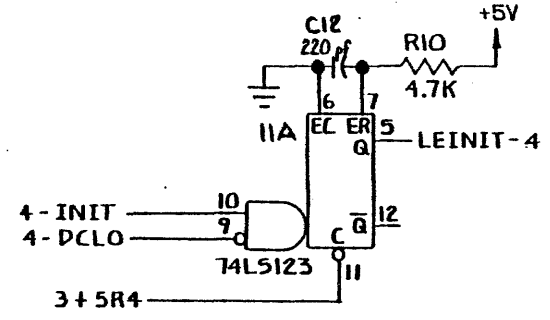 +5V
C12
220 pf
R10
4.7K
6
7
11A
EC
ER
5
Q
LEINIT-4
4-INIT
10
9
4-DCLO
Q
12
C
74LS123
11
3+5R4